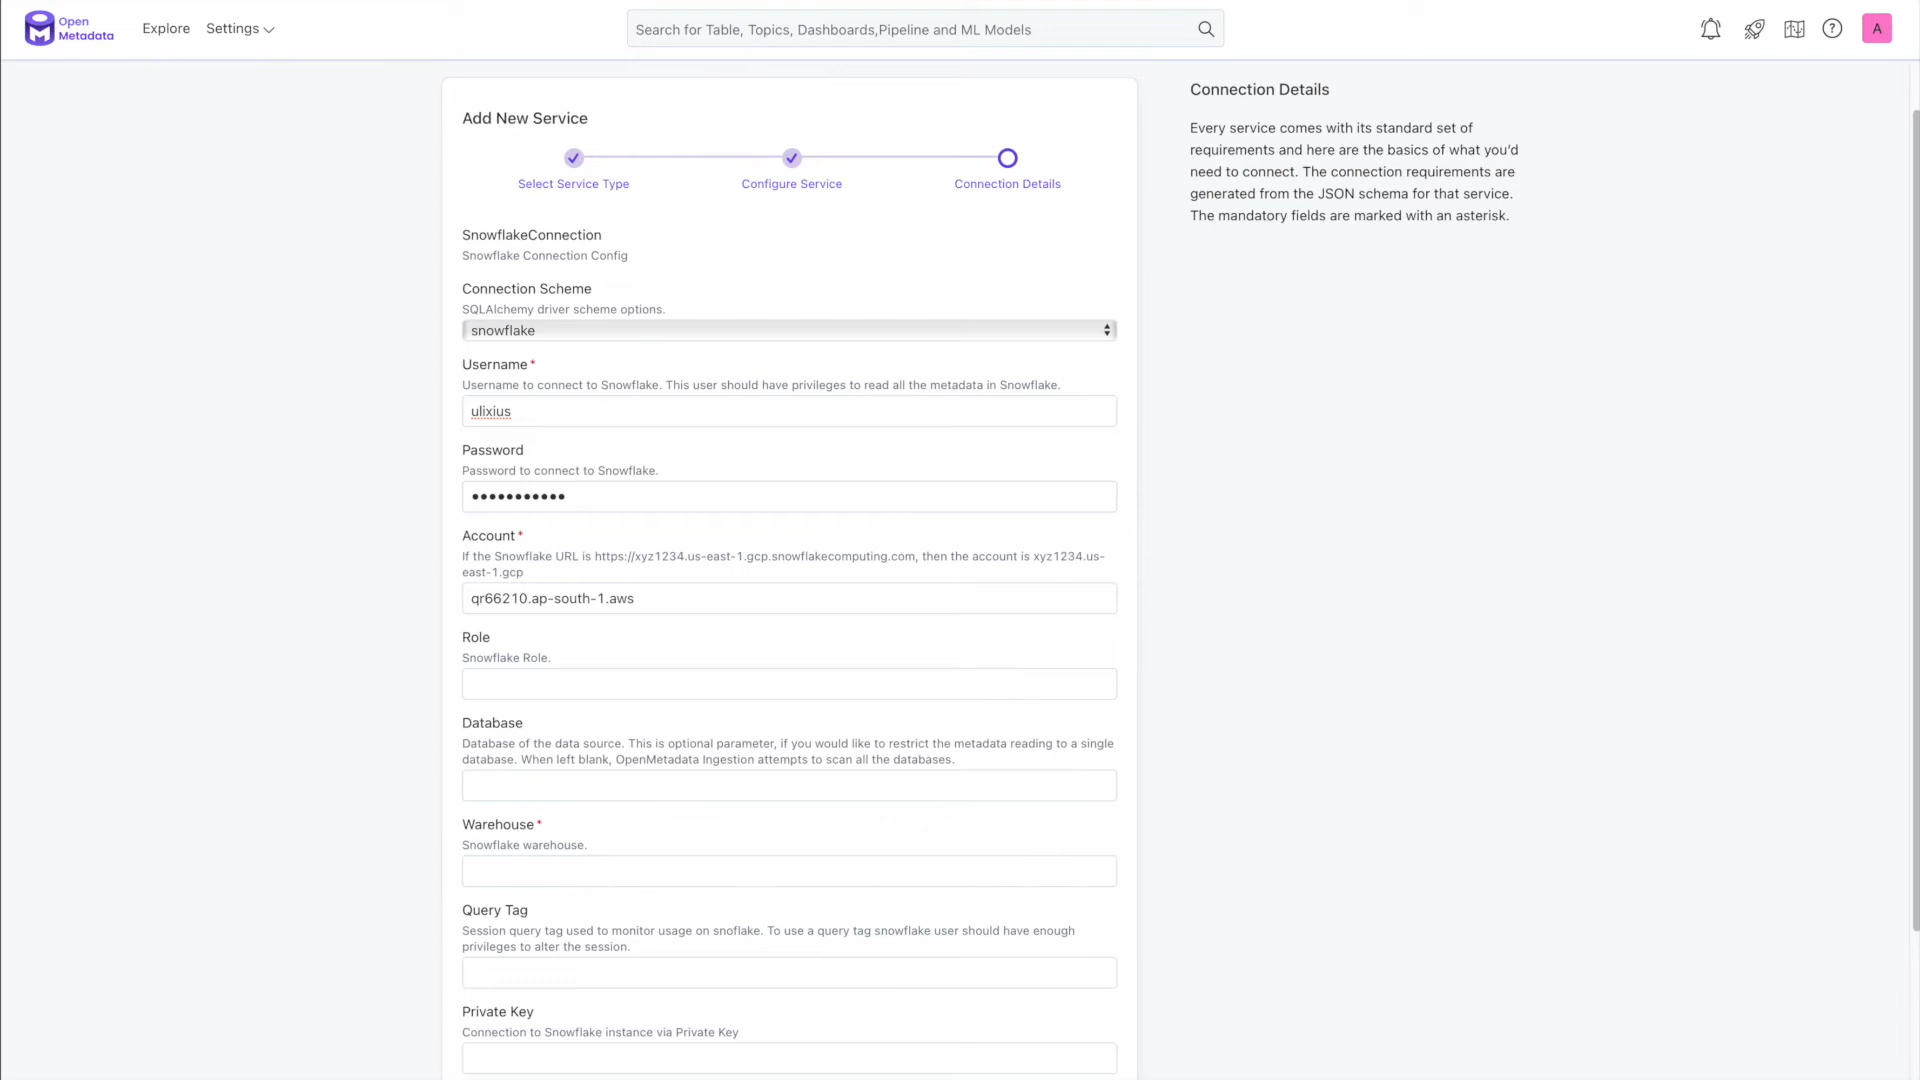 Open
Metadata
Explore
Settings
Search for Table, Topics, Dashboards,Pipeline and ML Models
A
Add New Service
Select Service Type
Configure Service
Connection Details
SnowflakeConnection
Snowflake Connection Config
Connection Scheme
SQLAlchemy driver scheme options.
snowflake
Username*
Username to connect to Snowflake. This user should have privileges to read all the metadata in Snowflake.
ulixius
Password
Password to connect to Snowflake.
•••••••••••
Account*
If the Snowflake URL is https://xyz1234.us-east-1.gcp.snowflakecomputing.com, then the account is xyz1234.us-
east-1.gcp
qr66210.ap-south-1.aws
Role
Snowflake Role.
Database
Database of the data source. This is optional parameter, if you would like to restrict the metadata reading to a single
database. When left blank, OpenMetadata Ingestion attempts to scan all the databases.
Warehouse*
Snowflake warehouse.
Query Tag
Session query tag used to monitor usage on snoflake. To use a query tag snowflake user should have enough
privileges to alter the session.
Private Key
Connection to Snowflake instance via Private Key
Connection Details
Every service comes with its standard set of
requirements and here are the basics of what you'd
need to connect. The connection requirements are
generated from the JSON schema for that service.
The mandatory fields are marked with an asterisk.